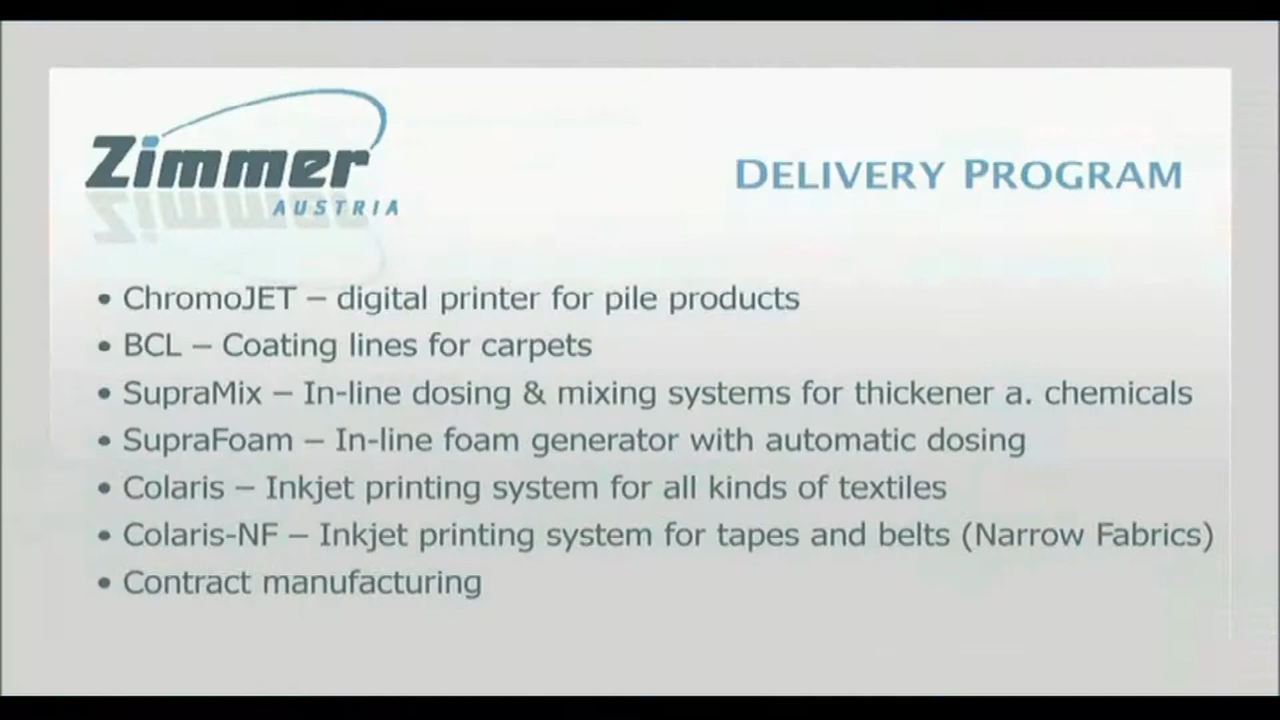 Zimmer
AUSTRIA
DELIVERY PROGRAM
• ChromoJET – digital printer for pile products
• BCL – Coating lines for carpets
• SupraMix – In-line dosing & mixing systems for thickener a. chemicals
• SupraFoam – In-line foam generator with automatic dosing
• Colaris – Inkjet printing system for all kinds of textiles
• Colaris-NF – Inkjet printing system for tapes and belts (Narrow Fabrics)
• Contract manufacturing